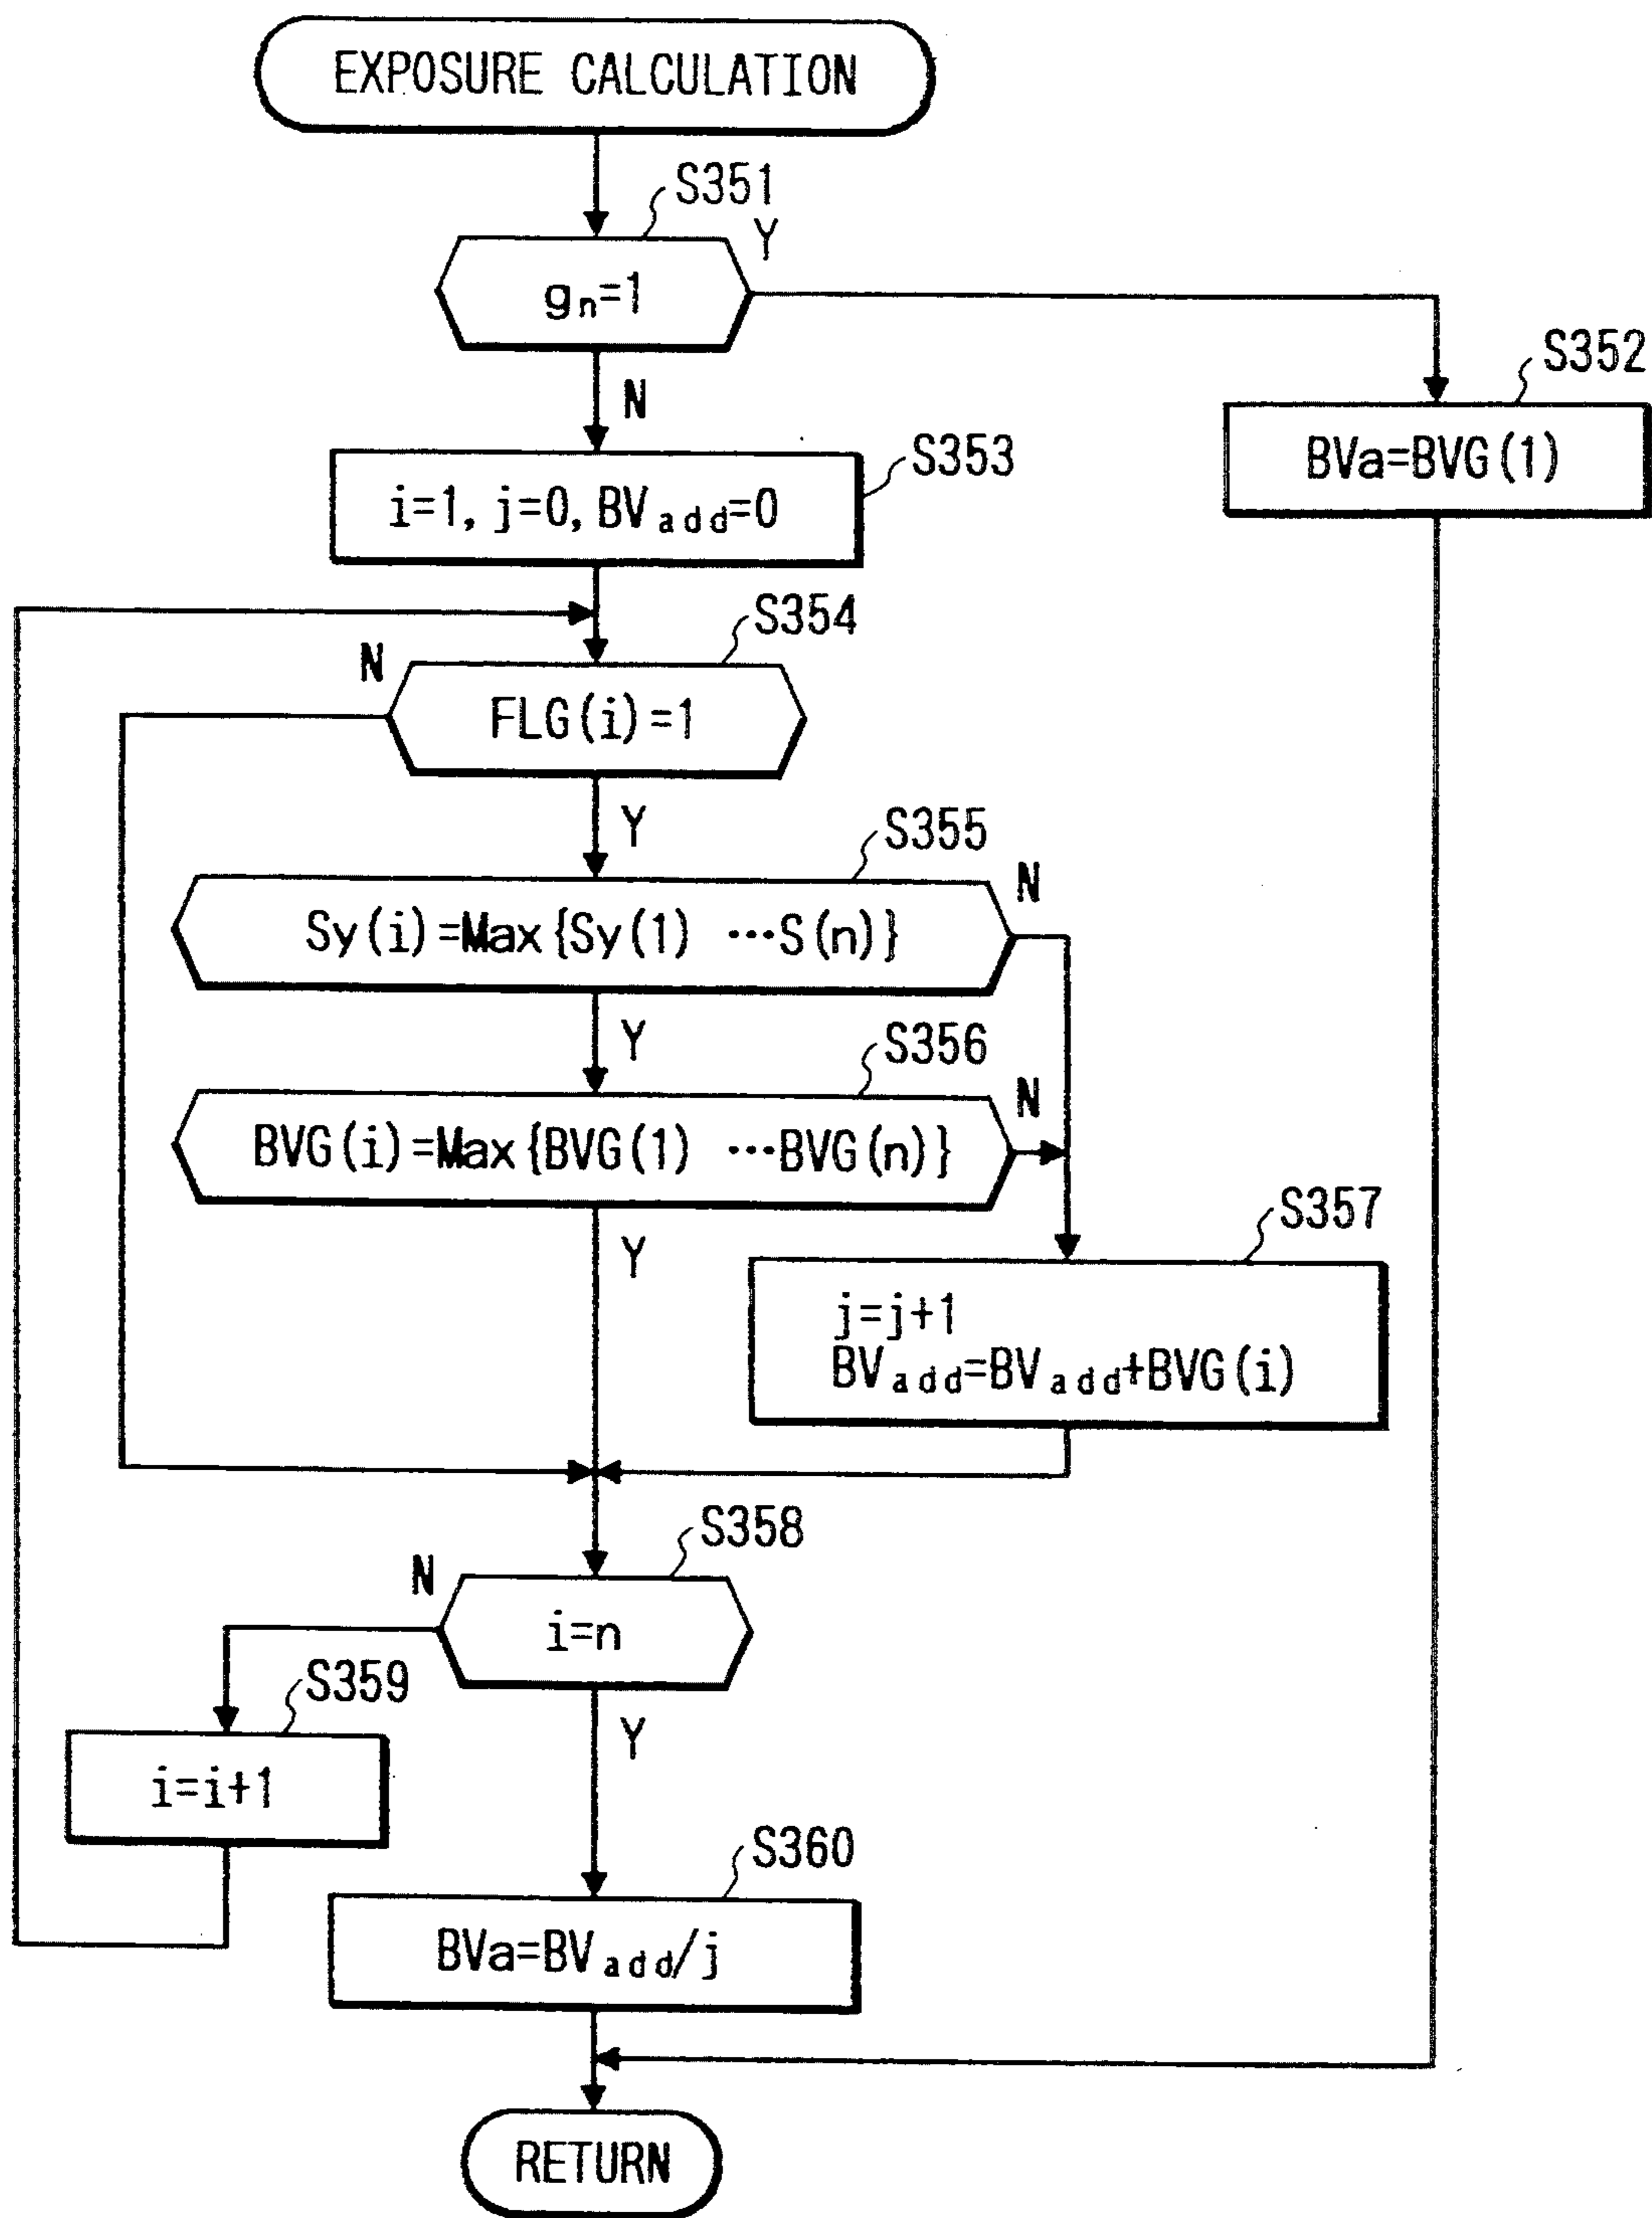 EXPOSURE CALCULATION
S351
Y
gn=1
S352
N
BVa=BVG(1)
S353
i=1, j=0, BVadd=0
S354
N
FLG(i)=1
Y
S355
N
Sy(i)=Max{Sy(1) ···S(n)}
Y
S356
N
BVG(i)=Max{BVG(1) ···BVG(n)}
Y
S357
j=j+1
BVadd=BVadd+BVG(i)
S358
N
i=n
S359
Y
i=i+1
S360
BVa=BVadd/j
RETURN